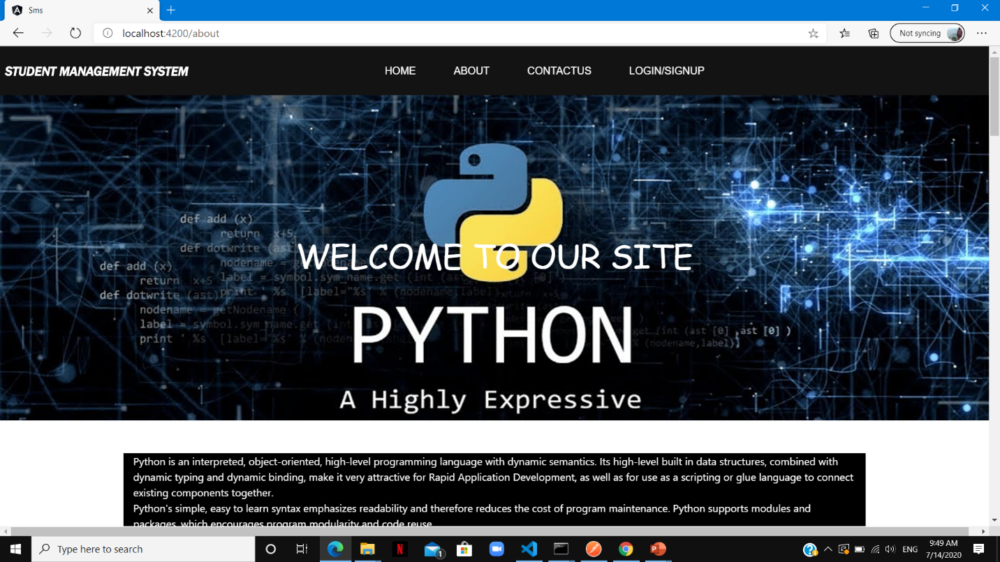 Sms
localhost:4200/about
Not syncing
STUDENT MANAGEMENT SYSTEM
HOME
ABOUT
CONTACTUS
LOGIN/SIGNUP
def add (x)
return x+5
def dotwrite (ast)
WELCOME TO OUR SITE
def add (x)
nodename =
return x+5
label = symbol.sym_name.get (int (
[0] )
def dotwrite (ast)
print
%s [label="%s' % (nodename,label)
return x+5
nodename = getNodename ( )
label = symbol.sym_name.get (int
get (int (ast [0] ,ast [0] )
print ' %s [label="%s' %
% (nodename,label)]
PYTHON
A Highly Expressive
Python is an interpreted, object-oriented, high-level programming language with dynamic semantics. Its high-level built in data structures, combined with
dynamic typing and dynamic binding, make it very attractive for Rapid Application Development, as well as for use as a scripting or glue language to connect
existing components together.
Python's simple, easy to learn syntax emphasizes readability and therefore reduces the cost of program maintenance. Python supports modules and
packages, which encourages program modularity and code reuse.
Type here to search
1
ENG
9:49 AM
7/14/2020